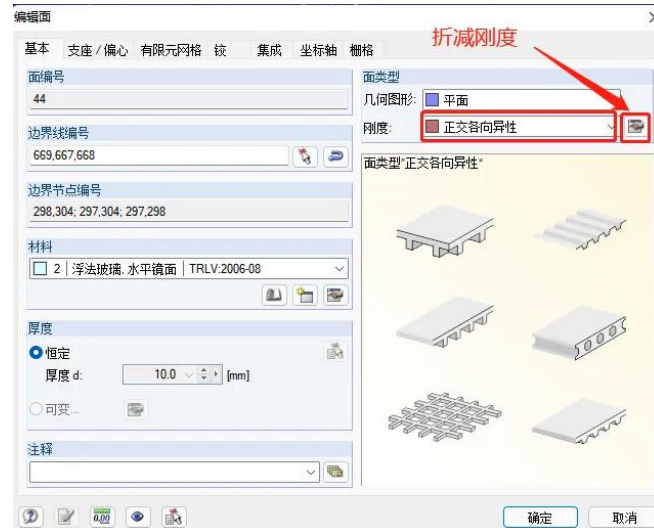 编辑面
基本 支座 / 偏心 有限元网格 铰 集成 坐标轴 栅格
折减刚度
面编号
44
边界线编号
669,667,668
边界节点编号
298,304; 297,304; 297,298
材料
2 | 浮法玻璃. 水平镜面 | TRLV:2006-08
厚度
恒定
厚度 d: 10.0 [mm]
可变...
注释
面类型
几何图形: 平面
刚度: 正交各向异性
面类型"正交各向异性"
0.00
确定 取消